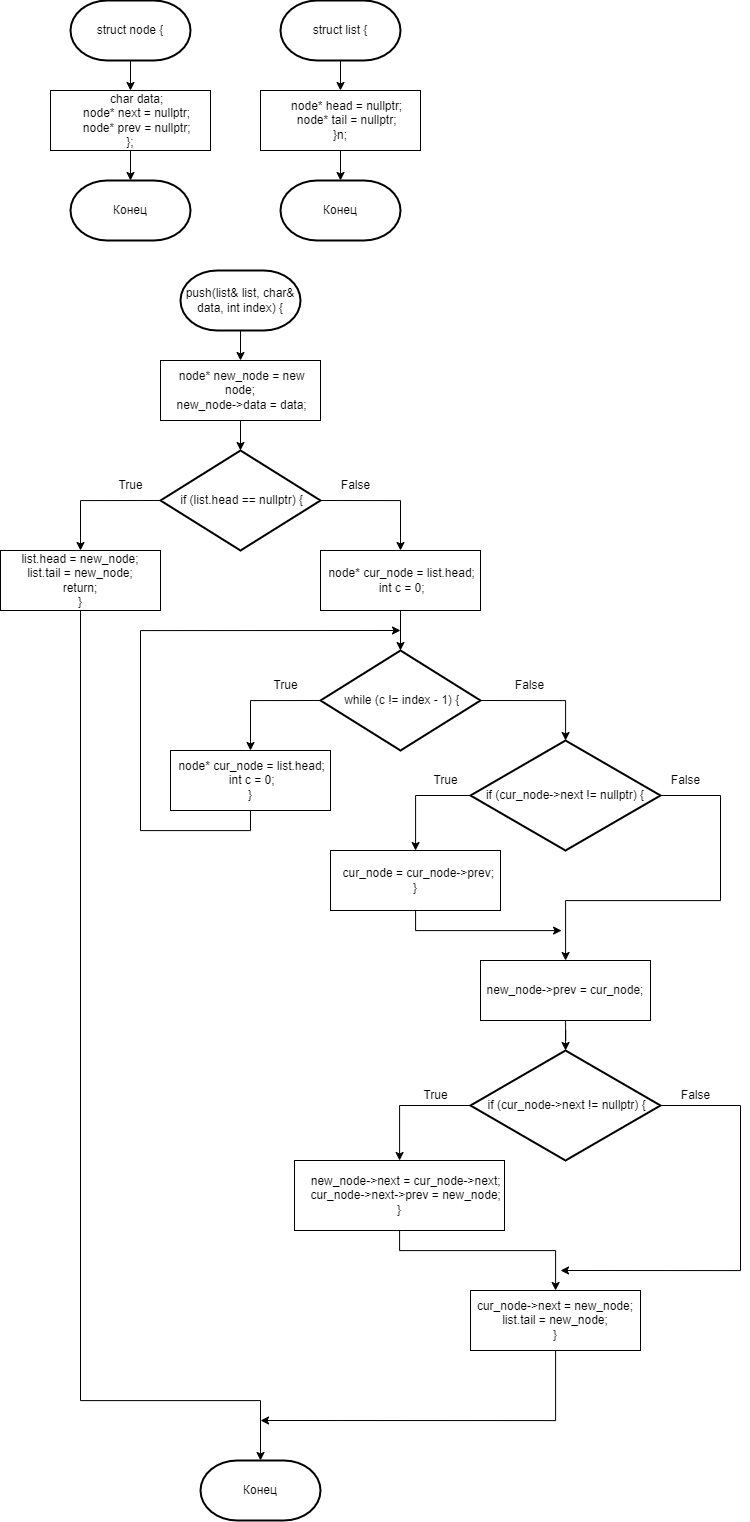 struct node {
struct list {
char data;
node* next = nullptr;
node* prev = nullptr;
};
node* head = nullptr;
node* tail = nullptr;
}n;
Конец
Конец
push(list& list, char&
data, int index) {
node* new_node = new
node;
new_node->data = data;
True
if (list.head == nullptr) {
False
list.head = new_node;
list.tail = new_node;
return;
}
node* cur_node = list.head;
int c = 0;
True
while (c != index - 1) {
False
node* cur_node = list.head;
int c = 0;
}
True
if (cur_node->next != nullptr) {
False
cur_node = cur_node->prev;
}
new_node->prev = cur_node;
True
if (cur_node->next != nullptr) {
False
new_node->next = cur_node->next;
cur_node->next->prev = new_node;
}
cur_node->next = new_node;
list.tail = new_node;
}
Конец